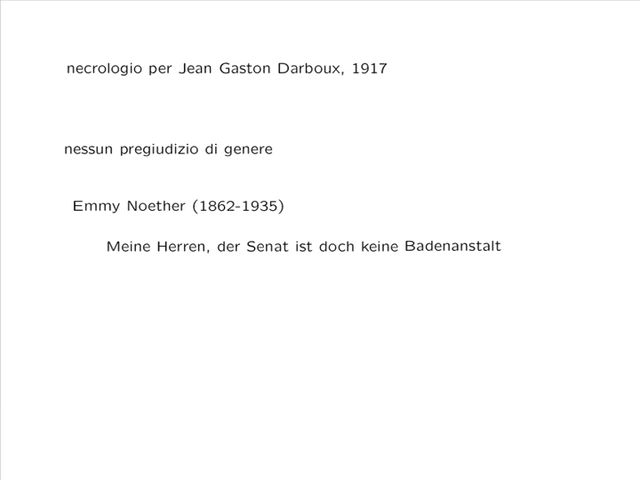 necrologio per Jean Gaston Darboux, 1917
nessun pregiudizio di genere
Emmy Noether (1862-1935)
Meine Herren, der Senat ist doch keine Badenanstalt